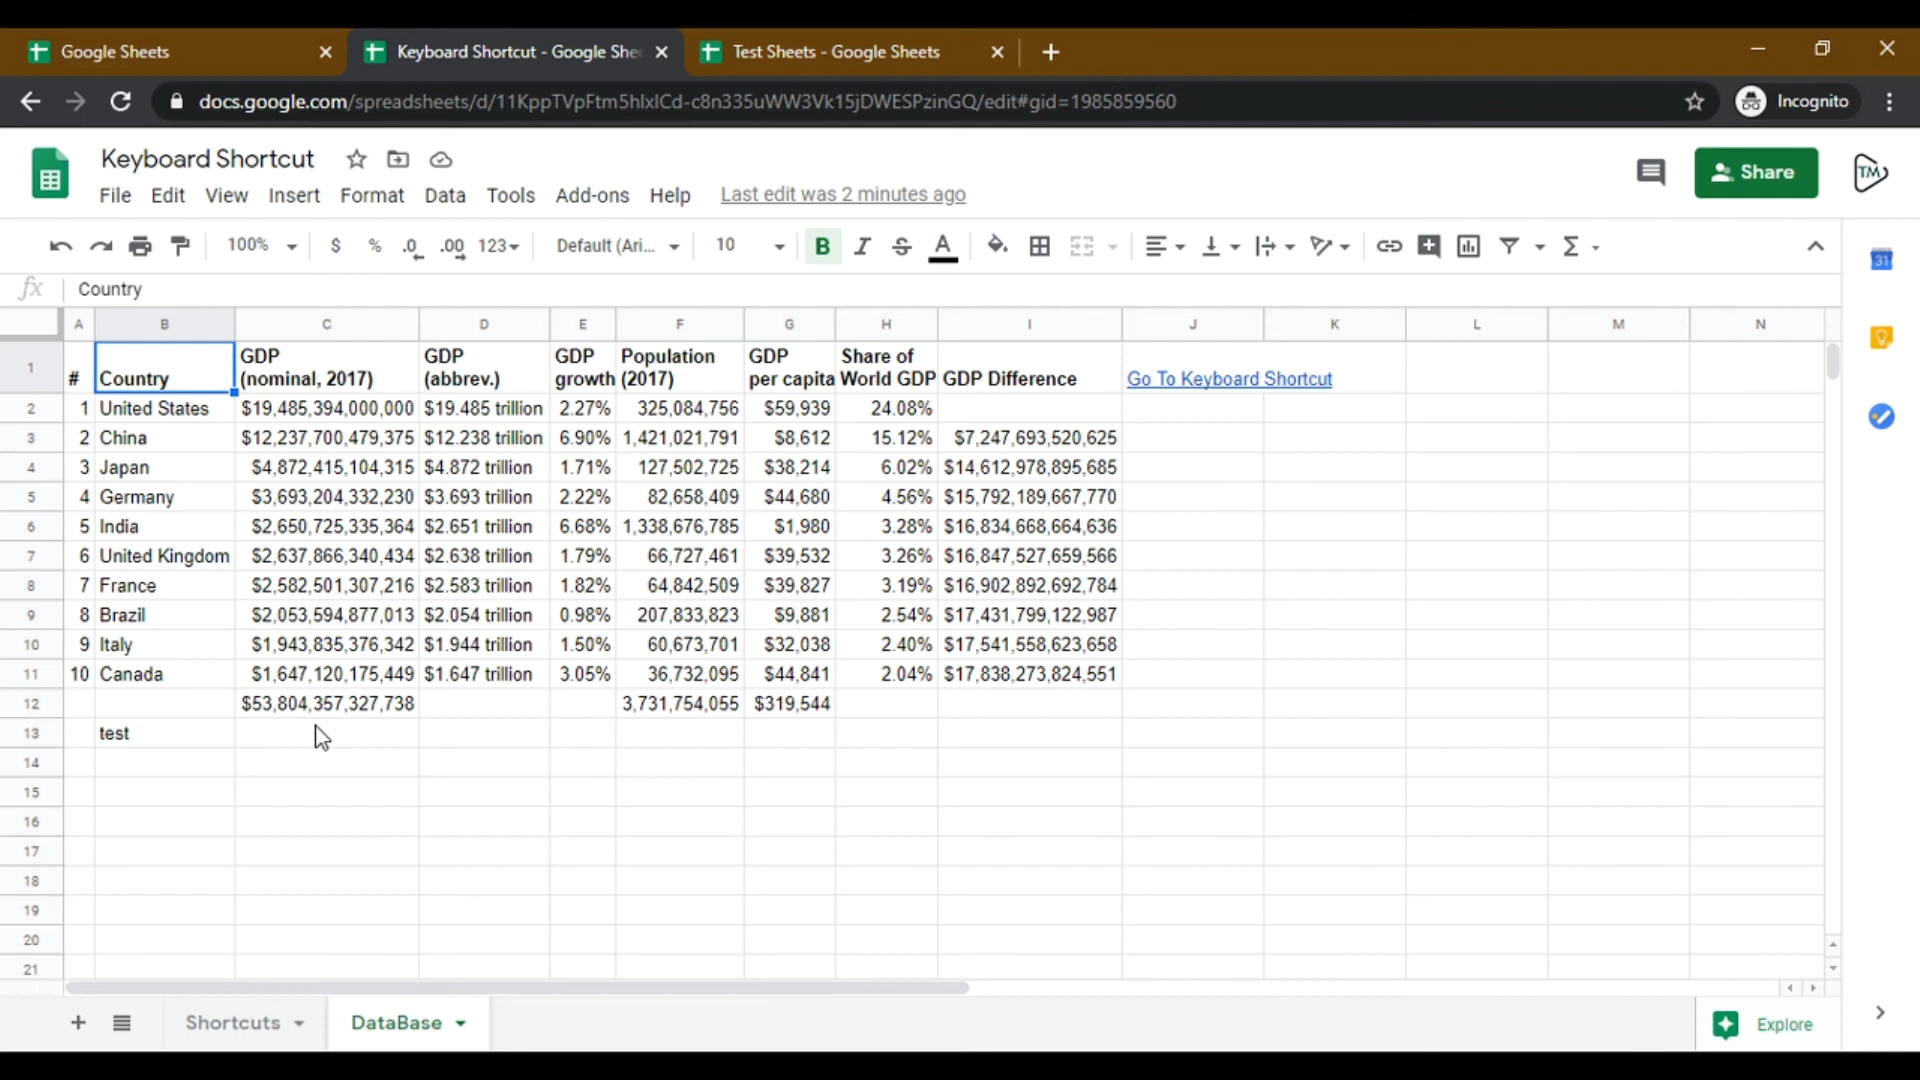 Google Sheets
Keyboard Shortcut - Google She
Test Sheets - Google Sheets
docs.google.com/spreadsheets/d/11KppTVpFtm5hlxlCd-c8n335uWW3Vk15jDWESPzinGQ/edit#gid=1985859560
Incognito
Keyboard Shortcut
File Edit View Insert Format Data Tools Add-ons Help Last edit was 2 minutes ago
Share
TM
100% $ % .0 .00 123 Default (Ari... 10 B I S A Σ
31
fx Country
A B C D E F G H I J K L M N
1 # Country GDP (nominal, 2017) GDP (abbrev.) GDP growth Population (2017) GDP per capita Share of World GDP GDP Difference Go To Keyboard Shortcut
2 1 United States $19,485,394,000,000 $19.485 trillion 2.27% 325,084,756 $59,939 24.08%
3 2 China $12,237,700,479,375 $12.238 trillion 6.90% 1,421,021,791 $8,612 15.12% $7,247,693,520,625
4 3 Japan $4,872,415,104,315 $4.872 trillion 1.71% 127,502,725 $38,214 6.02% $14,612,978,895,685
5 4 Germany $3,693,204,332,230 $3.693 trillion 2.22% 82,658,409 $44,680 4.56% $15,792,189,667,770
6 5 India $2,650,725,335,364 $2.651 trillion 6.68% 1,338,676,785 $1,980 3.28% $16,834,668,664,636
7 6 United Kingdom $2,637,866,340,434 $2.638 trillion 1.79% 66,727,461 $39,532 3.26% $16,847,527,659,566
8 7 France $2,582,501,307,216 $2.583 trillion 1.82% 64,842,509 $39,827 3.19% $16,902,892,692,784
9 8 Brazil $2,053,594,877,013 $2.054 trillion 0.98% 207,833,823 $9,881 2.54% $17,431,799,122,987
10 9 Italy $1,943,835,376,342 $1.944 trillion 1.50% 60,673,701 $32,038 2.40% $17,541,558,623,658
11 10 Canada $1,647,120,175,449 $1.647 trillion 3.05% 36,732,095 $44,841 2.04% $17,838,273,824,551
12 $53,804,357,327,738 3,731,754,055 $319,544
13 test
14
15
16
17
18
19
20
21
Shortcuts DataBase Explore